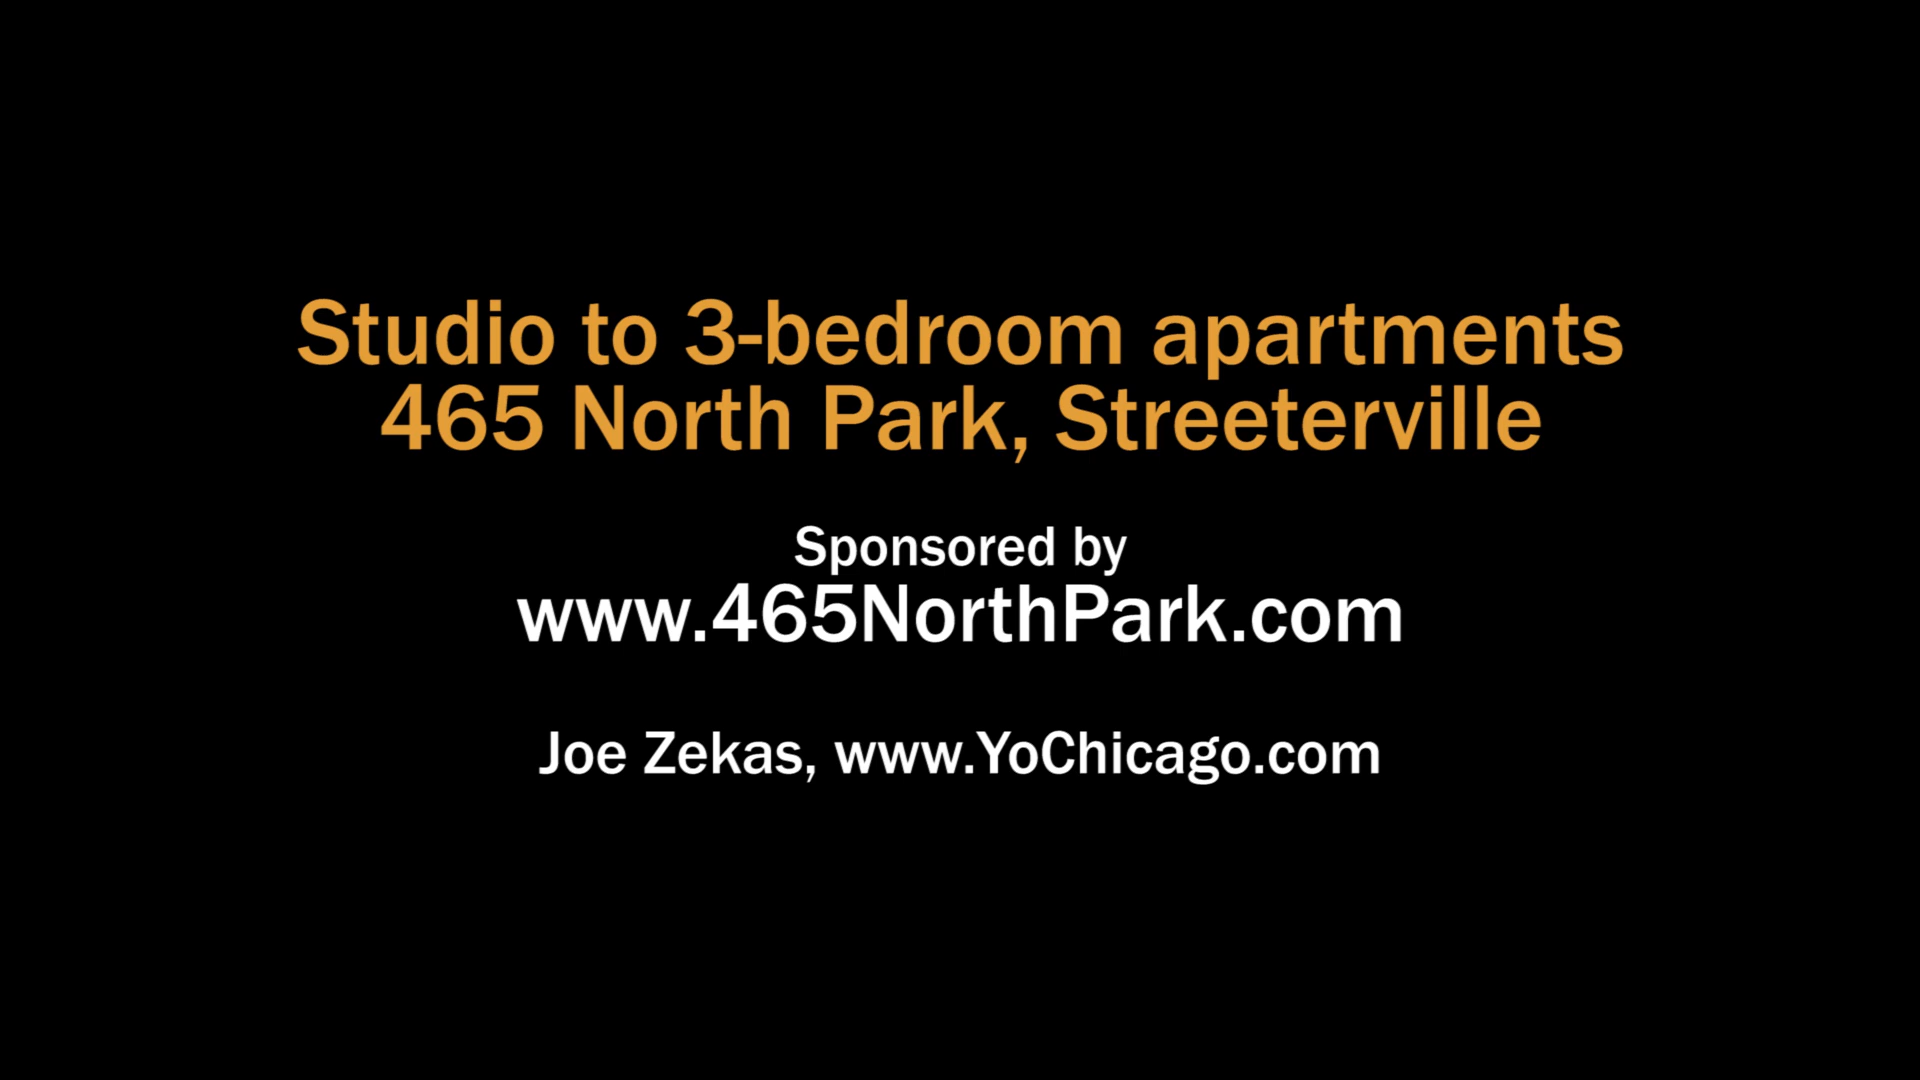 Studio to 3-bedroom apartments
465 North Park, Streeterville
Sponsored by
www.465NorthPark.com
Joe Zekas, www.YoChicago.com